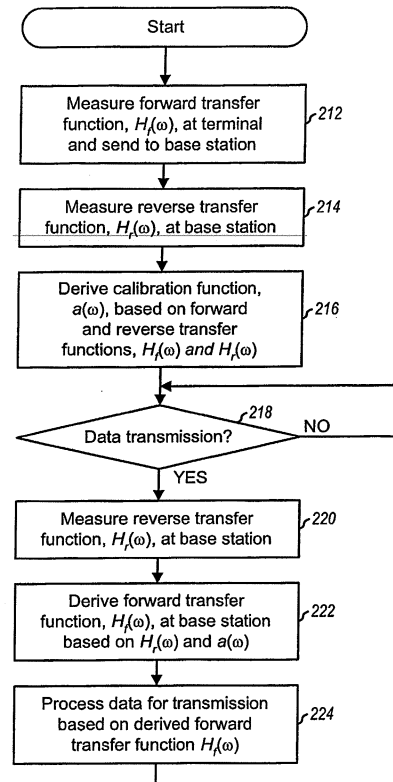 Start
Measure forward transfer
function, Hf(ω), at terminal
and send to base station
212
Measure reverse transfer
function, Hr(ω), at base station
214
Derive calibration function,
a(ω), based on forward
and reverse transfer
functions, Hf(ω) and Hr(ω)
216
218
Data transmission?
NO
YES
Measure reverse transfer
function, Hr(ω), at base station
220
Derive forward transfer
function, Hf(ω), at base station
based on Hr(ω) and a(ω)
222
Process data for transmission
based on derived forward
transfer function Hf(ω)
224